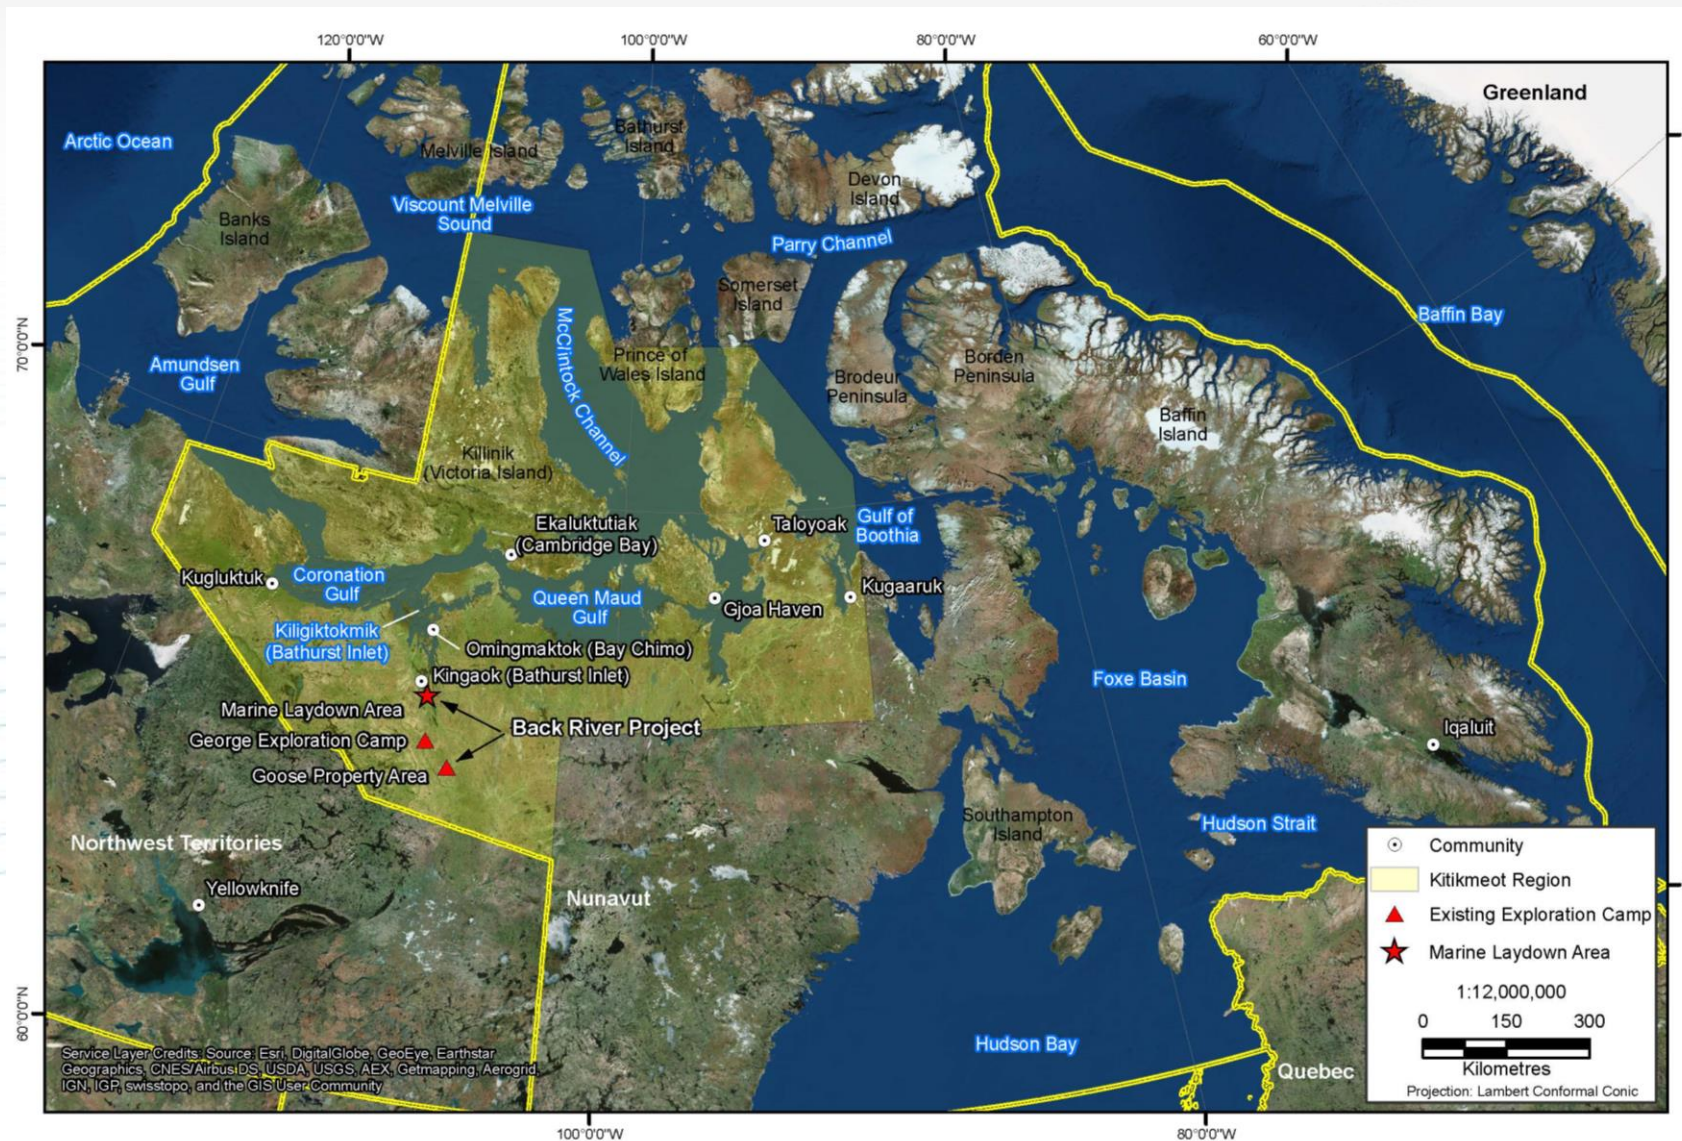 120°0'0"W
100°0'0"W
80°0'0"W
60°0'0"W
Greenland
Arctic Ocean
Melville Island
Bathurst
Island
Devon
Island
Viscount Melville
Sound
Banks
Island
Parry Channel
Somerset
Island
Baffin Bay
70°0'0"N
Amundsen
Gulf
McClintock Channel
Prince of
Wales Island
Brodeur
Peninsula
Borden
Peninsula
Baffin
Island
Killinik
(Victoria Island)
Ekaluktutiak
(Cambridge Bay)
Taloyoak
Gulf of
Boothia
Kugluktuk
Coronation
Gulf
Queen Maud
Gulf
Gjoa Haven
Kugaaruk
Kiligiktokmik
(Bathurst Inlet)
Omingmaktok (Bay Chimo)
Kingaok (Bathurst Inlet)
Foxe Basin
Marine Laydown Area
Back River Project
George Exploration Camp
Goose Property Area
Iqaluit
Southampton
Island
Hudson Strait
Northwest Territories
Yellowknife
Nunavut
60°0'0"N
Hudson Bay
Quebec
Community
Kitikmeot Region
Existing Exploration Camp
Marine Laydown Area
1:12,000,000
0 150 300
Kilometres
Projection: Lambert Conformal Conic
Service Layer Credits: Source: Esri, DigitalGlobe, GeoEye, Earthstar
Geographics, CNES/Airbus DS, USDA, USGS, AEX, Getmapping, Aerogrid,
IGN, IGP, swisstopo, and the GIS User Community
100°0'0"W
80°0'0"W